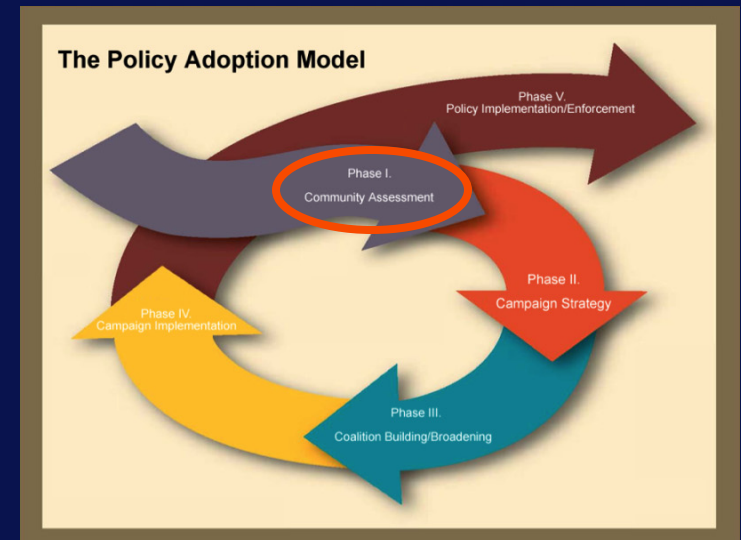 The Policy Adoption Model
Phase V.
Policy Implementation/Enforcement
Phase I.
Community Assessment
Phase II.
Campaign Strategy
Phase III.
Coalition Building/Broadening
Phase IV.
Campaign Implementation